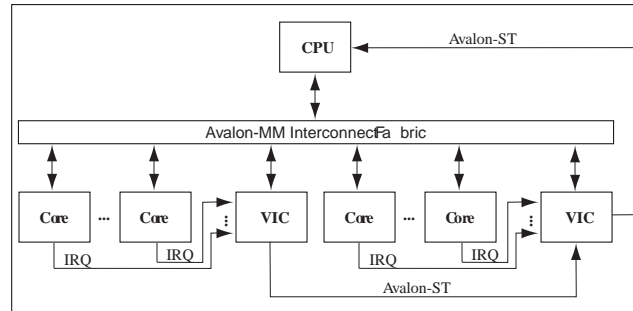 Avalon-ST
CPU
Avalon-MM InterconnectFa bric
Core ... Core VIC Core ... Core VIC
IRQ IRQ IRQ IRQ
Avalon-ST